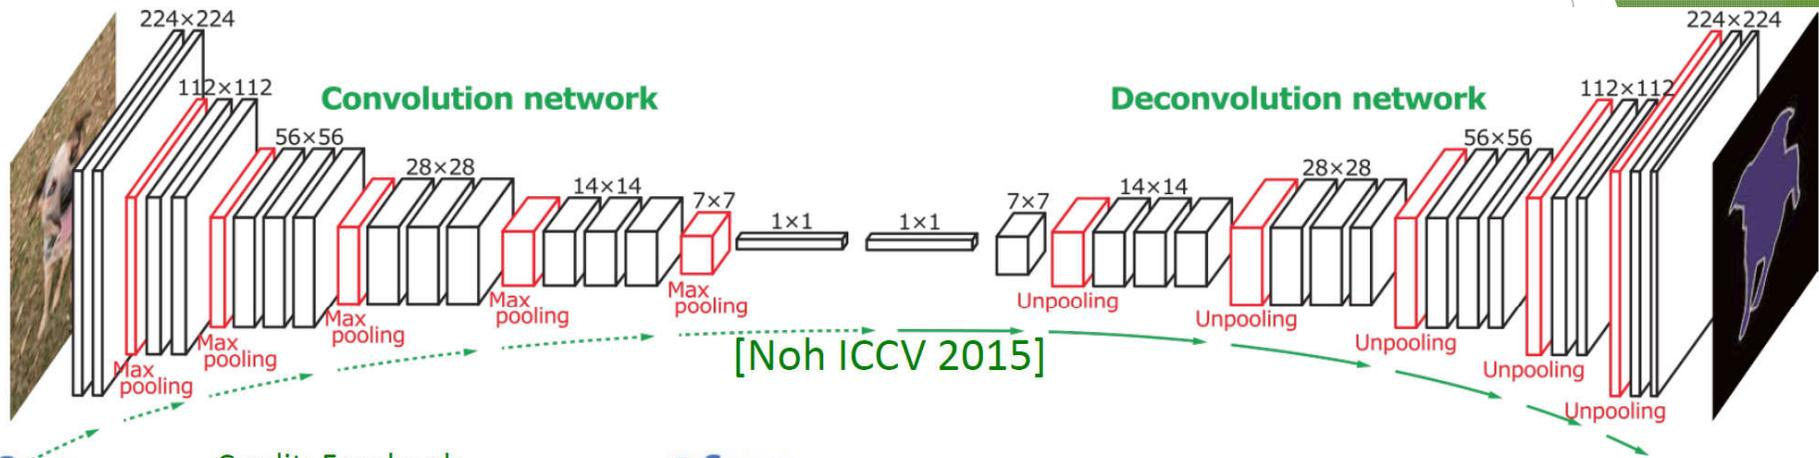 224×224
112×112
Convolution network
56×56
28×28
14×14
7×7
1×1
1×1
Max
pooling
Max
pooling
Max
pooling
Max
pooling
Max
pooling
224×224
112×112
Deconvolution network
56×56
28×28
14×14
7×7
Unpooling
Unpooling
Unpooling
Unpooling
Unpooling
[Noh ICCV 2015]